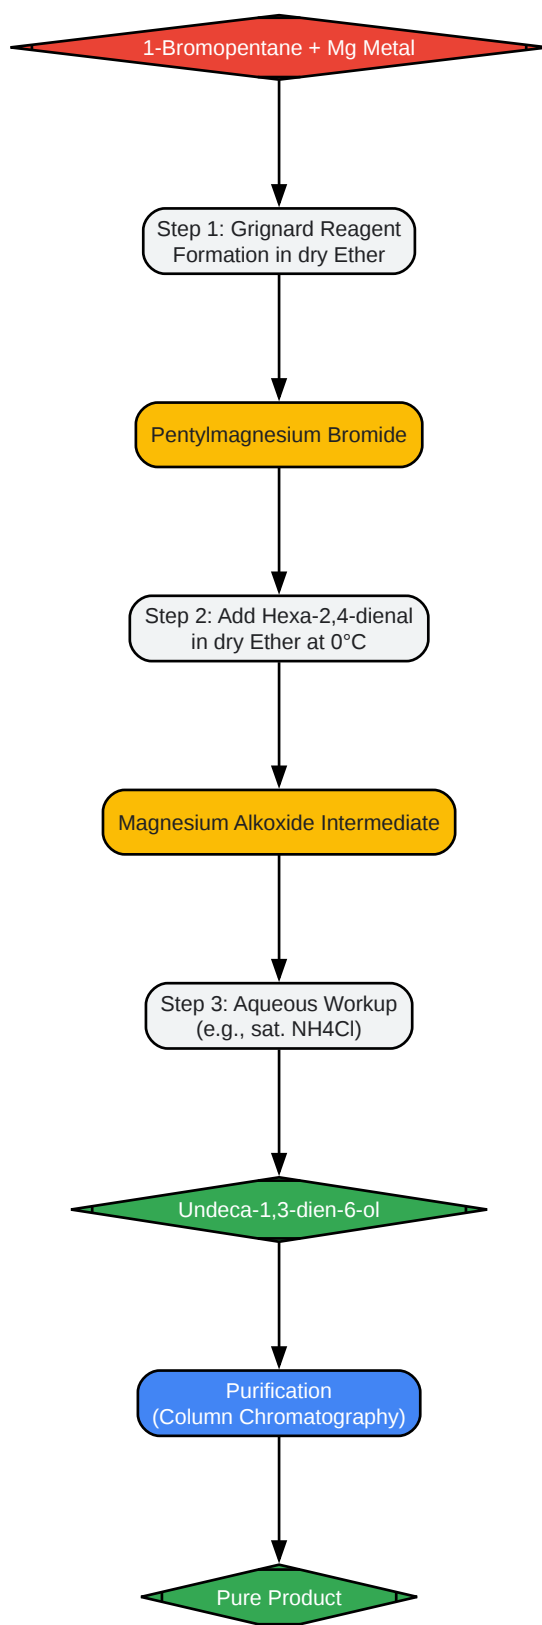 1-Bromopentane + Mg Metal
Step 1: Grignard Reagent
Formation in dry Ether
Pentylmagnesium Bromide
Step 2: Add Hexa-2,4-dienal
in dry Ether at 0°C
Magnesium Alkoxide Intermediate
Step 3: Aqueous Workup
(e.g., sat. NH4Cl)
Undeca-1,3-dien-6-ol
Purification
(Column Chromatography)
Pure Product